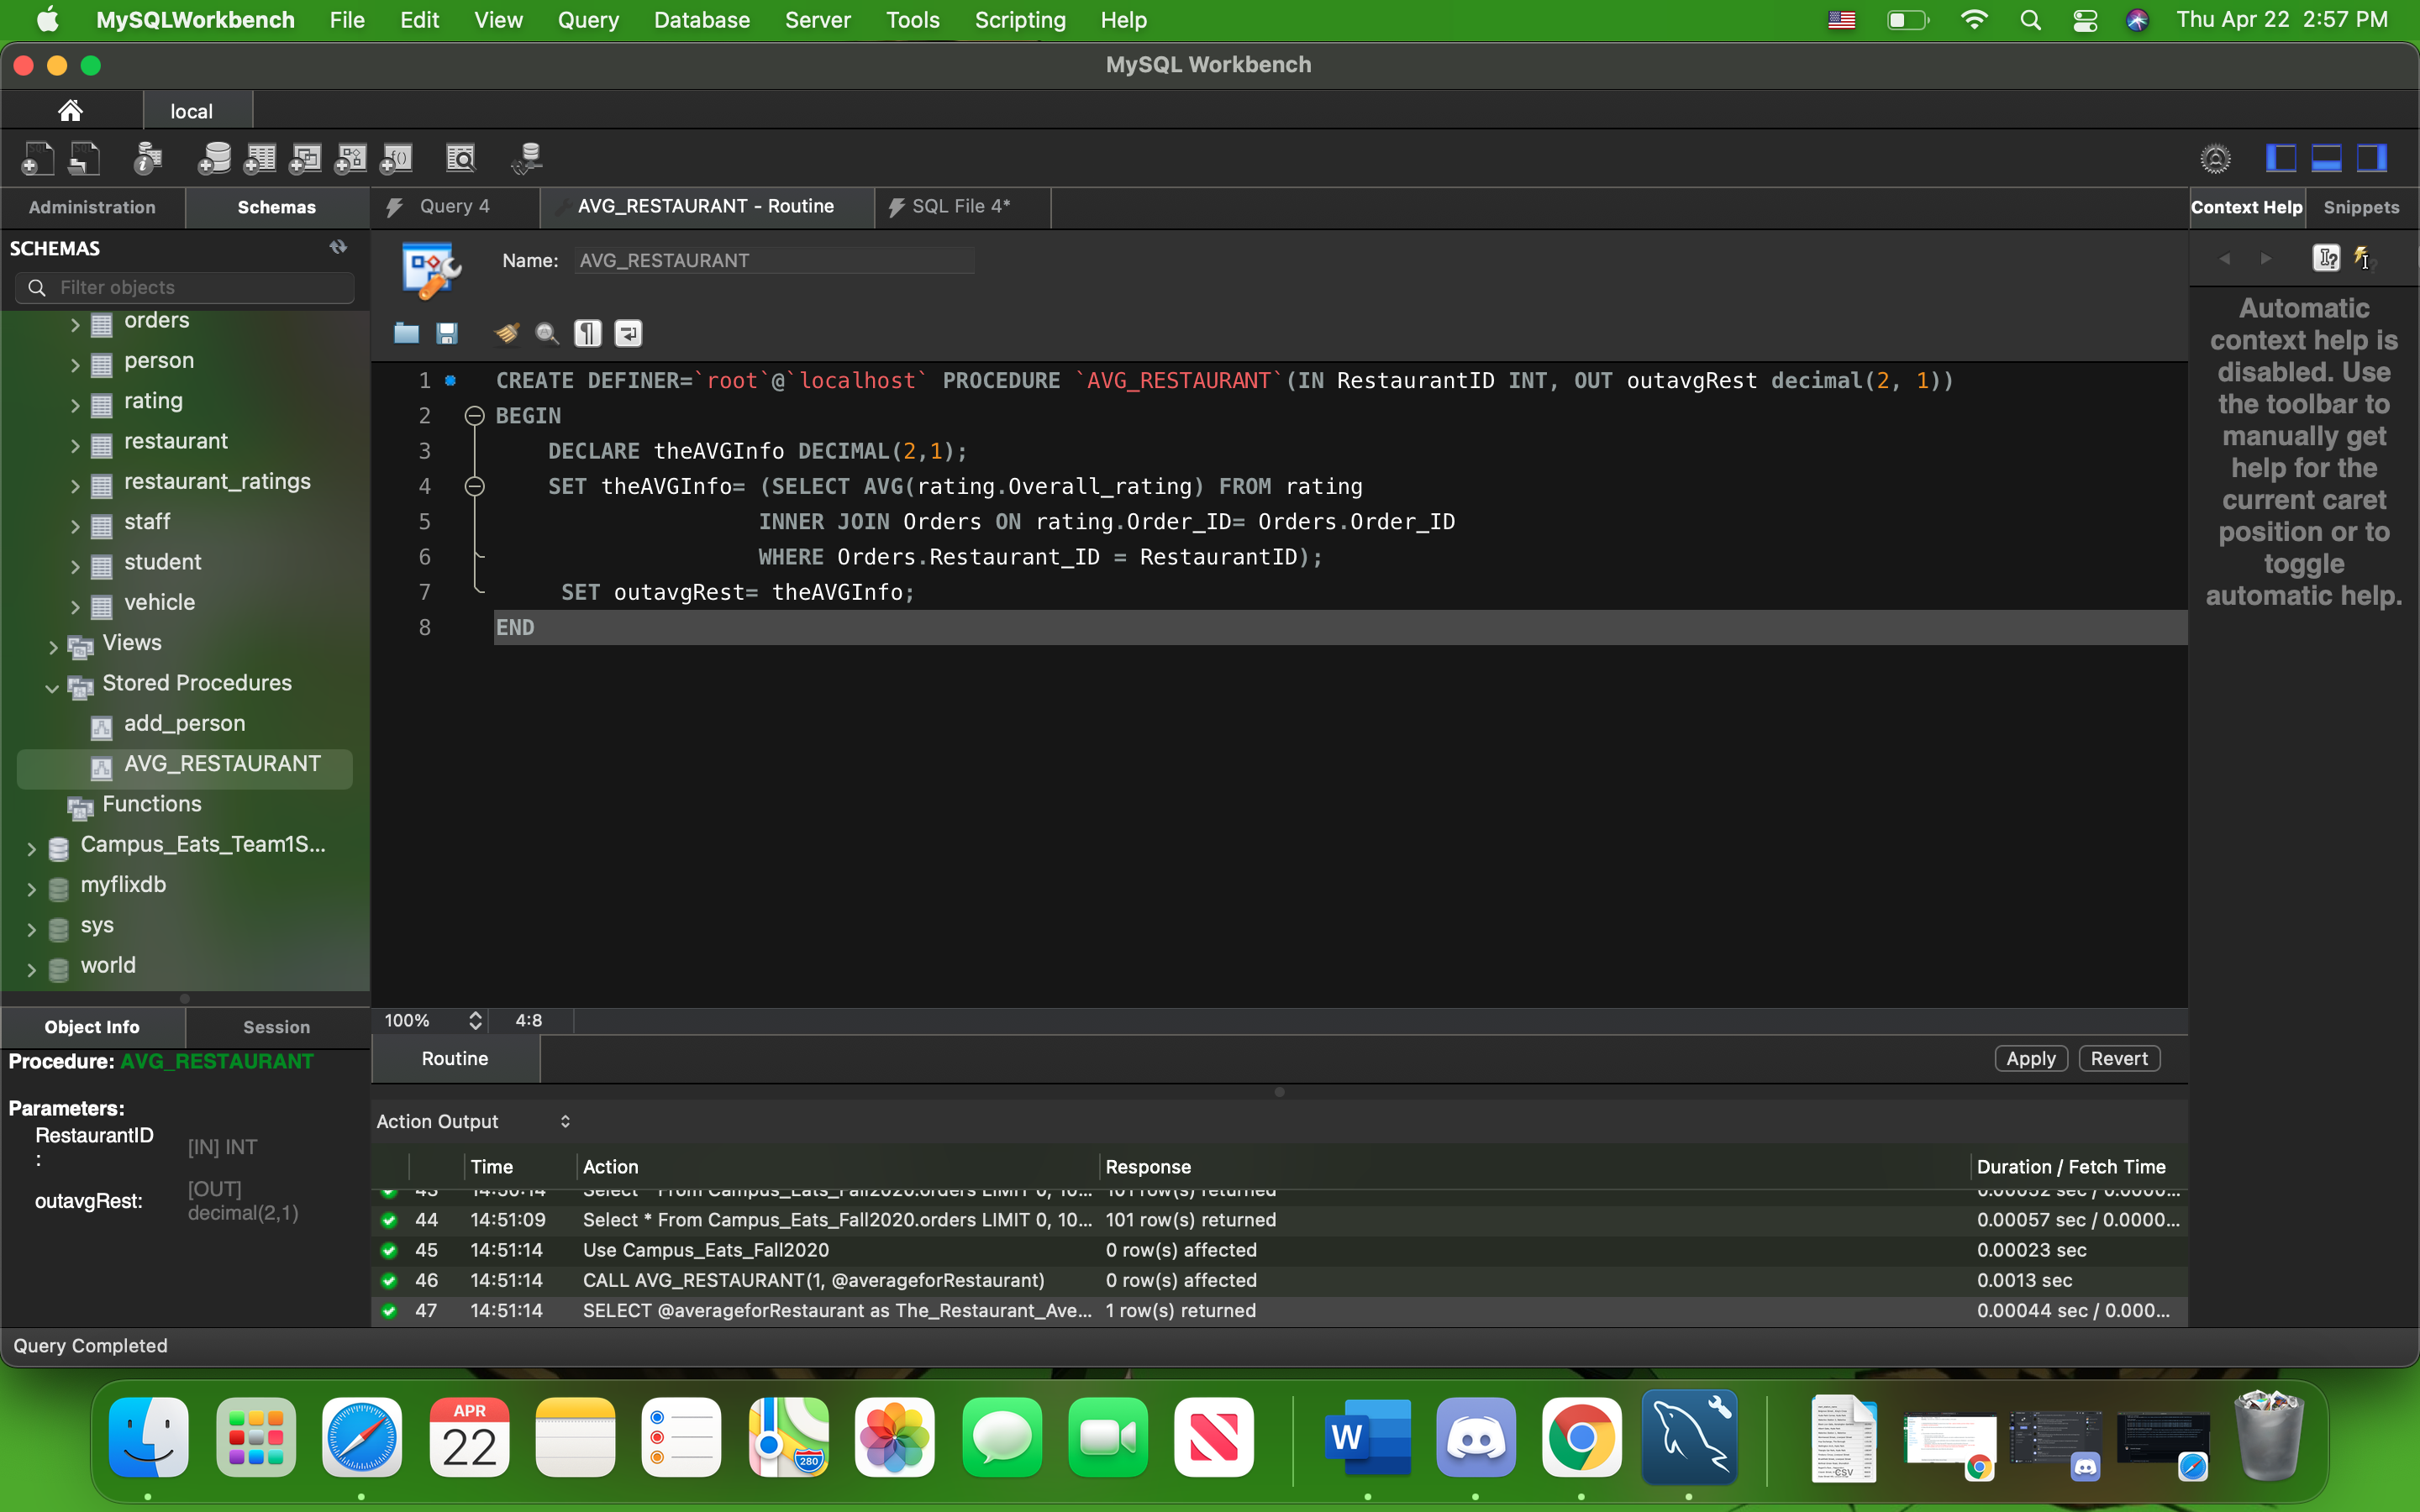 MySQLWorkbench File Edit View Query Database Server Tools Scripting Help Thu Apr 22 2:57 PM
MySQL Workbench
local
Administration Schemas Query 4 AVG_RESTAURANT - Routine SQL File 4* Context Help Snippets
SCHEMAS
Name: AVG_RESTAURANT
Filter objects
orders
person
rating
restaurant
restaurant_ratings
staff
student
vehicle
Views
Stored Procedures
add_person
AVG_RESTAURANT
Functions
Campus_Eats_Team1S...
myflixdb
sys
world
1 CREATE DEFINER=`root`@`localhost` PROCEDURE `AVG_RESTAURANT`(IN RestaurantID INT, OUT outavgRest decimal(2, 1))
2 BEGIN
3 DECLARE theAVGInfo DECIMAL(2,1);
4 SET theAVGInfo= (SELECT AVG(rating.Overall_rating) FROM rating
5 INNER JOIN Orders ON rating.Order_ID= Orders.Order_ID
6 WHERE Orders.Restaurant_ID = RestaurantID);
7 SET outavgRest= theAVGInfo;
8 END
Automatic
context help is
disabled. Use
the toolbar to
manually get
help for the
current caret
position or to
toggle
automatic help.
100% 4:8
Routine Apply Revert
Object Info Session
Procedure: AVG_RESTAURANT
Parameters:
RestaurantID
: [IN] INT
outavgRest: [OUT]
decimal(2,1)
Action Output
Time Action Response Duration / Fetch Time
43 14:50:14 Select * From Campus_Eats_Fall2020.orders LIMIT 0, 10... 101 row(s) returned 0.00052 sec / 0.0000...
44 14:51:09 Select * From Campus_Eats_Fall2020.orders LIMIT 0, 10... 101 row(s) returned 0.00057 sec / 0.0000...
45 14:51:14 Use Campus_Eats_Fall2020 0 row(s) affected 0.00023 sec
46 14:51:14 CALL AVG_RESTAURANT(1, @averageforRestaurant) 0 row(s) affected 0.0013 sec
47 14:51:14 SELECT @averageforRestaurant as The_Restaurant_Ave... 1 row(s) returned 0.00044 sec / 0.000...
Query Completed
APR
22
280
W
CSV